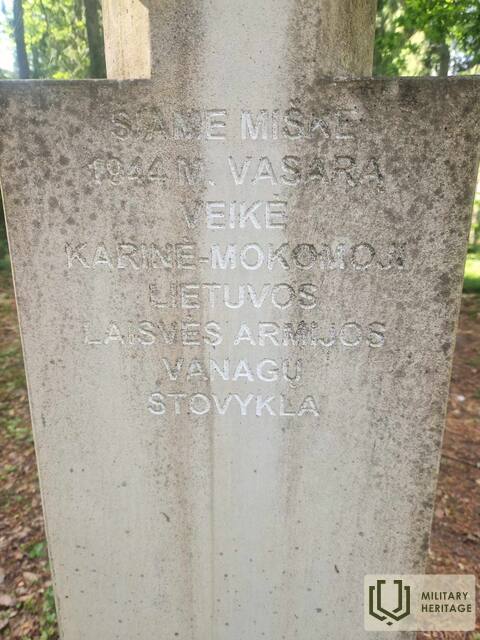 ŠIAME MIŠKE
1944 M. VASARĄ
VEIKĖ
KARINĖ-MOKOMOJI
LIETUVOS
LAISVĖS ARMIJOS
VANAGŲ
STOVYKLA
MILITARY
HERITAGE